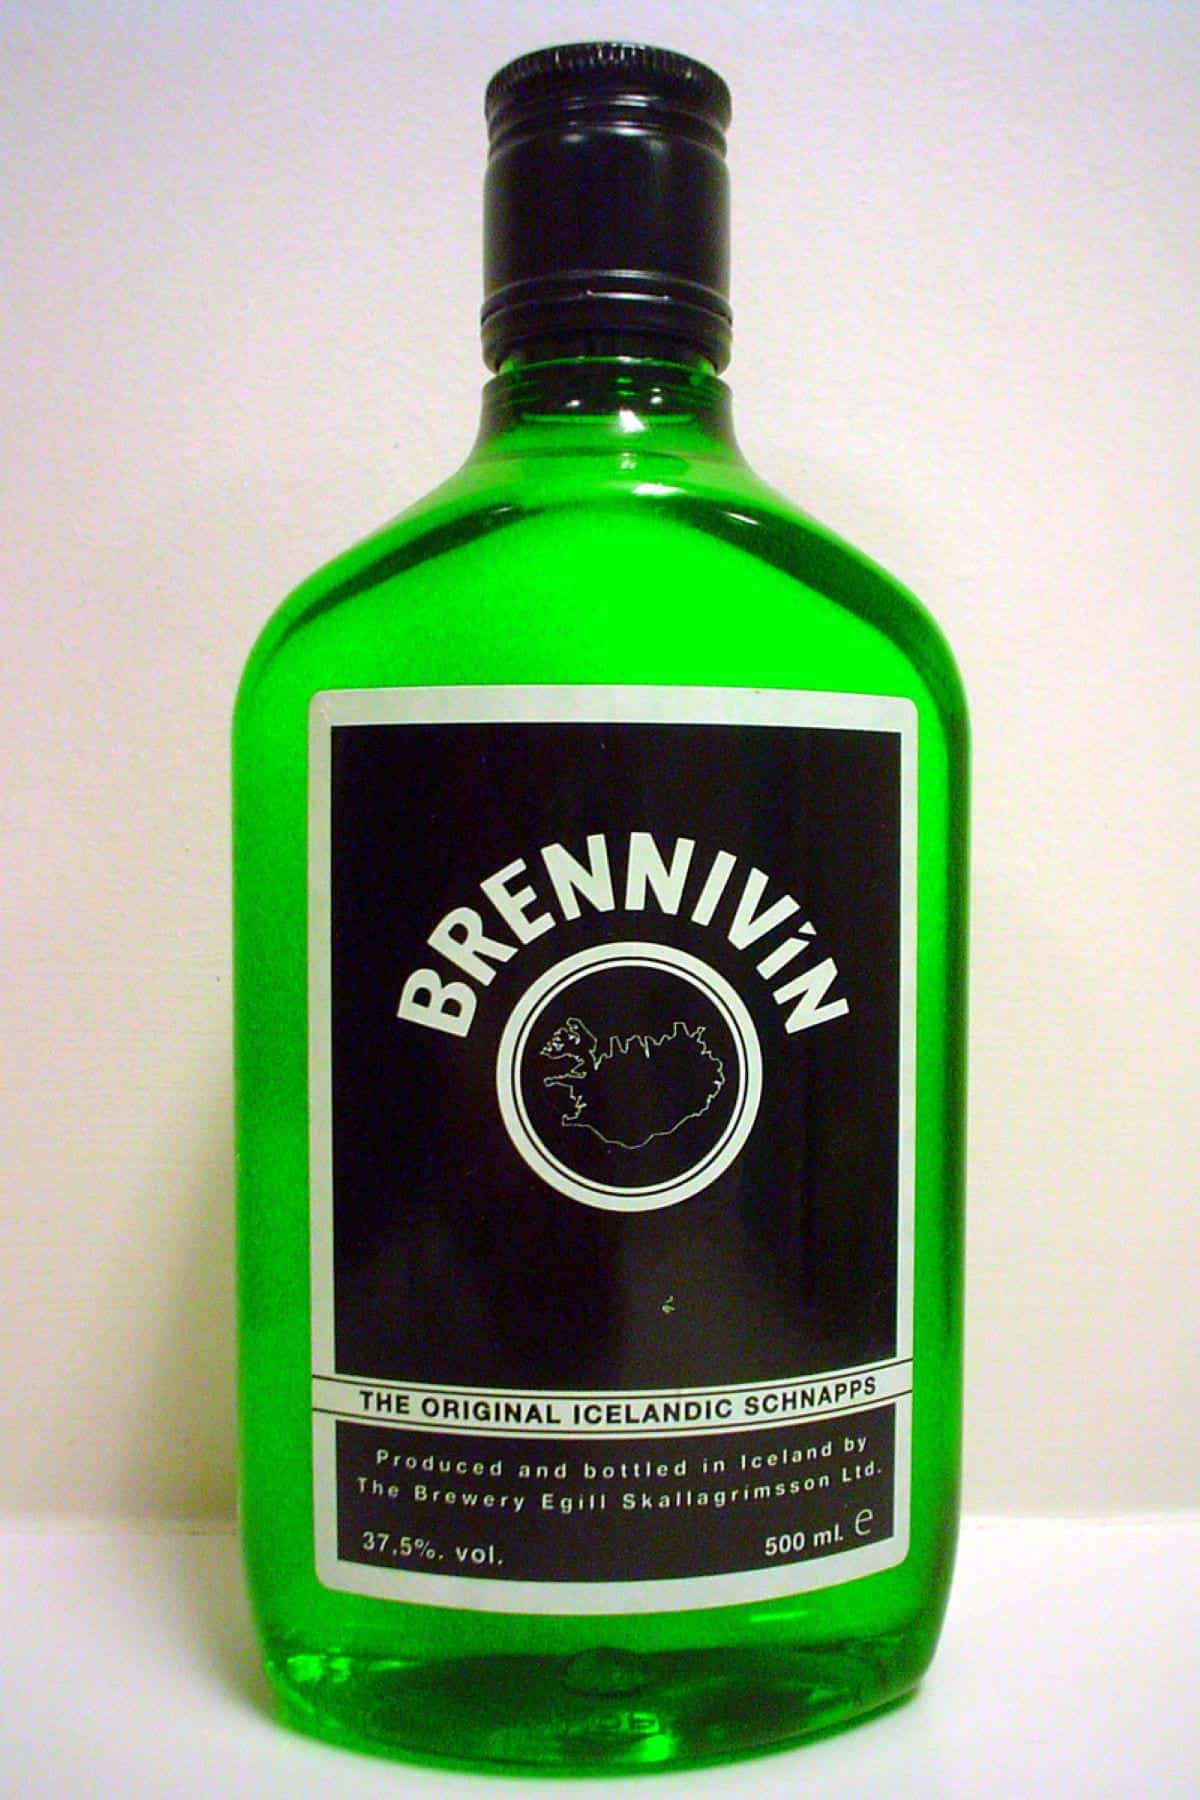 BRENNIVíN
THE ORIGINAL ICELANDIC SCHNAPPS
Produced and bottled in Iceland by
The Brewery Egill Skallagrímsson Ltd.
37,5%. vol.
500 ml. e